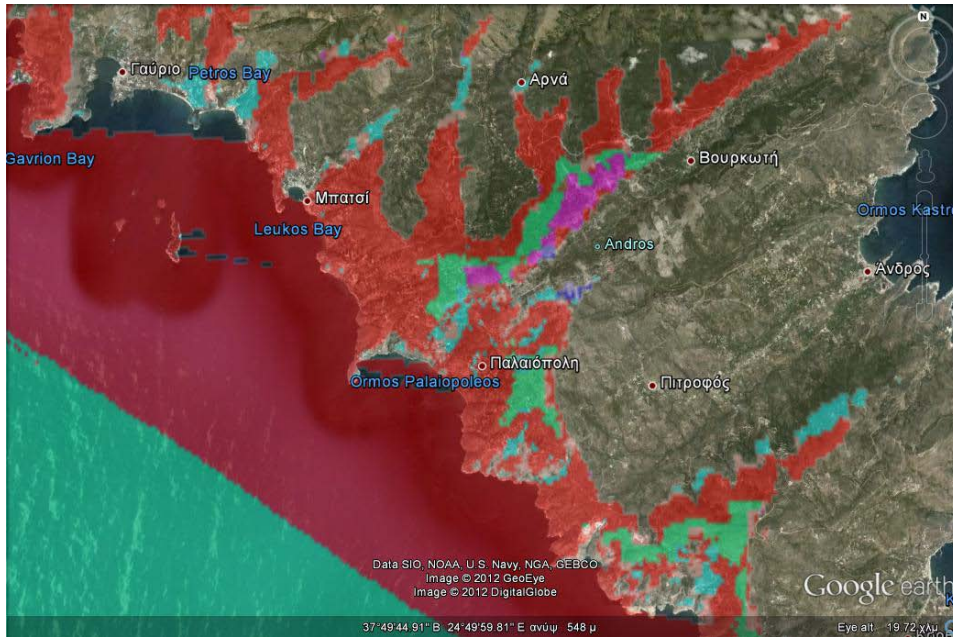 N
Γαύριο
Petros Bay
Αρνά
Gavrion Bay
Βουρκωτή
Μπατσί
Leukos Bay
Ormos Kastro
Andros
Άνδρος
Παλαιόπολη
Ormos Palaiopoleos
Πιτροφός
Data SIO, NOAA, U.S. Navy, NGA, GEBCO
Image © 2012 GeoEye
Image © 2012 DigitalGlobe
Google earth
37°49'44.91" Β 24°49'59.81" Ε ανύψ 548 μ
Eye alt 19.72 χλμ